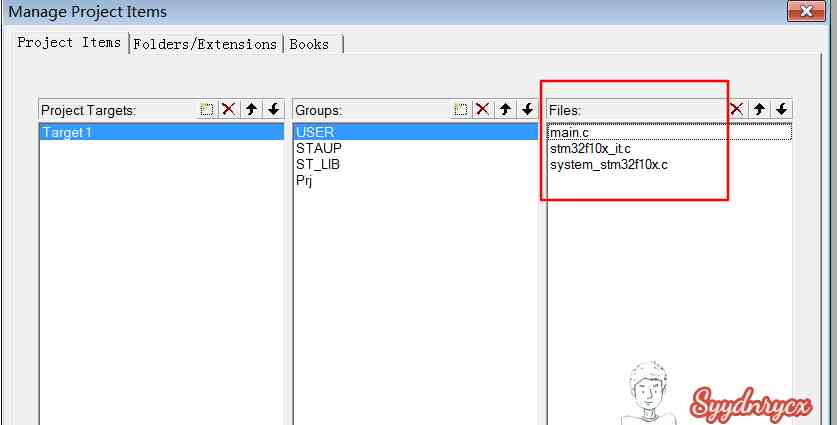 Manage Project Items
Project Items
Folders/Extensions
Books
Project Targets:
Groups:
Files:
Target 1
USER
STAUP
ST_LIB
Prj
main.c
stm32f10x_it.c
system_stm32f10x.c
Syydnrycx